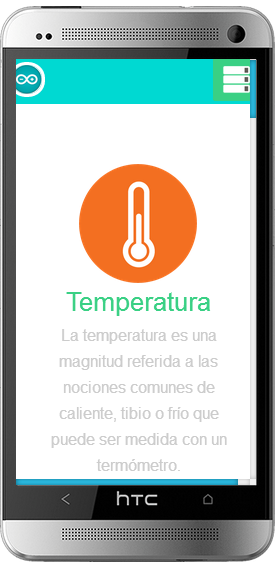 Temperatura
La temperatura es una
magnitud referida a las
nociones comunes de
caliente, tibio o frío que
puede ser medida con un
termómetro.
hTC